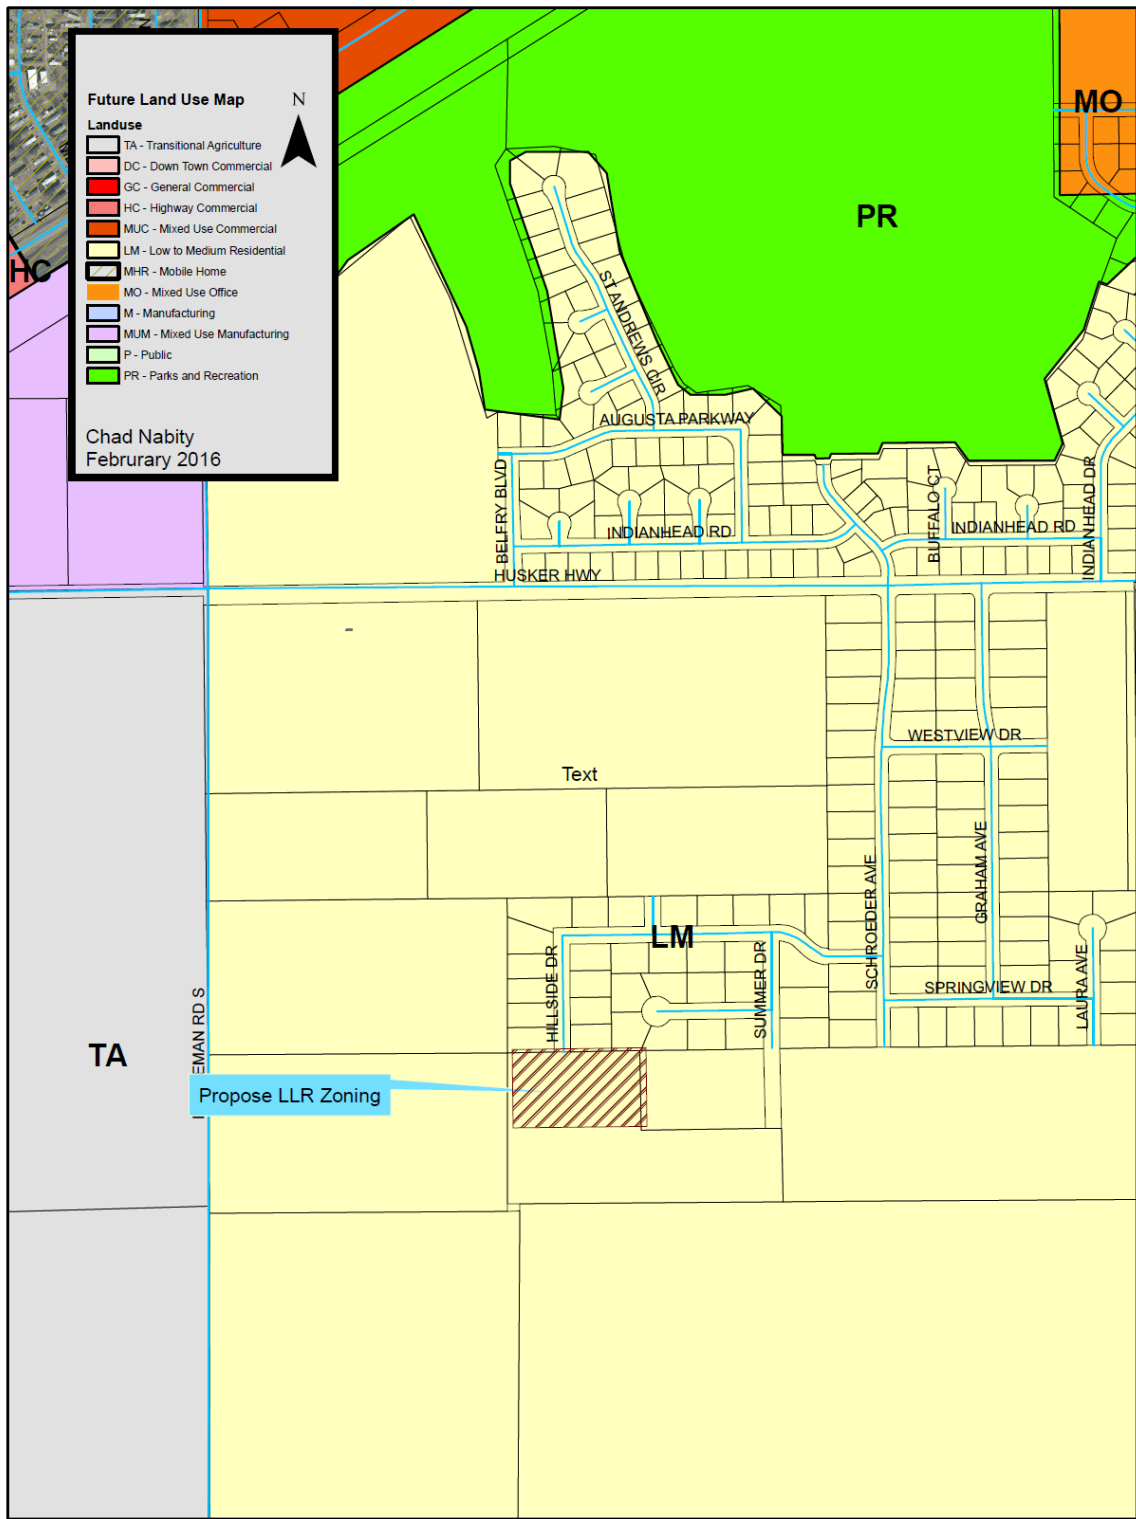 Future Land Use Map
N
Landuse
TA - Transitional Agriculture
DC - Down Town Commercial
GC - General Commercial
HC - Highway Commercial
MUC - Mixed Use Commercial
LM - Low to Medium Residential
MHR - Mobile Home
MO - Mixed Use Office
M - Manufacturing
MUM - Mixed Use Manufacturing
P - Public
PR - Parks and Recreation
Chad Nabity
Februrary 2016
HC
MO
PR
ST ANDREWS CIR
AUGUSTA PARKWAY
BELFRY BLVD
INDIANHEAD RD
BUFFALO CT
INDIANHEAD RD
INDIANHEAD DR
HUSKER HWY
WESTVIEW DR
Text
GRAHAM AVE
SCHROEDER AVE
LM
HILLSIDE DR
SUMMER DR
SPRINGVIEW DR
LAURA AVE
EMAN RD S
TA
Propose LLR Zoning